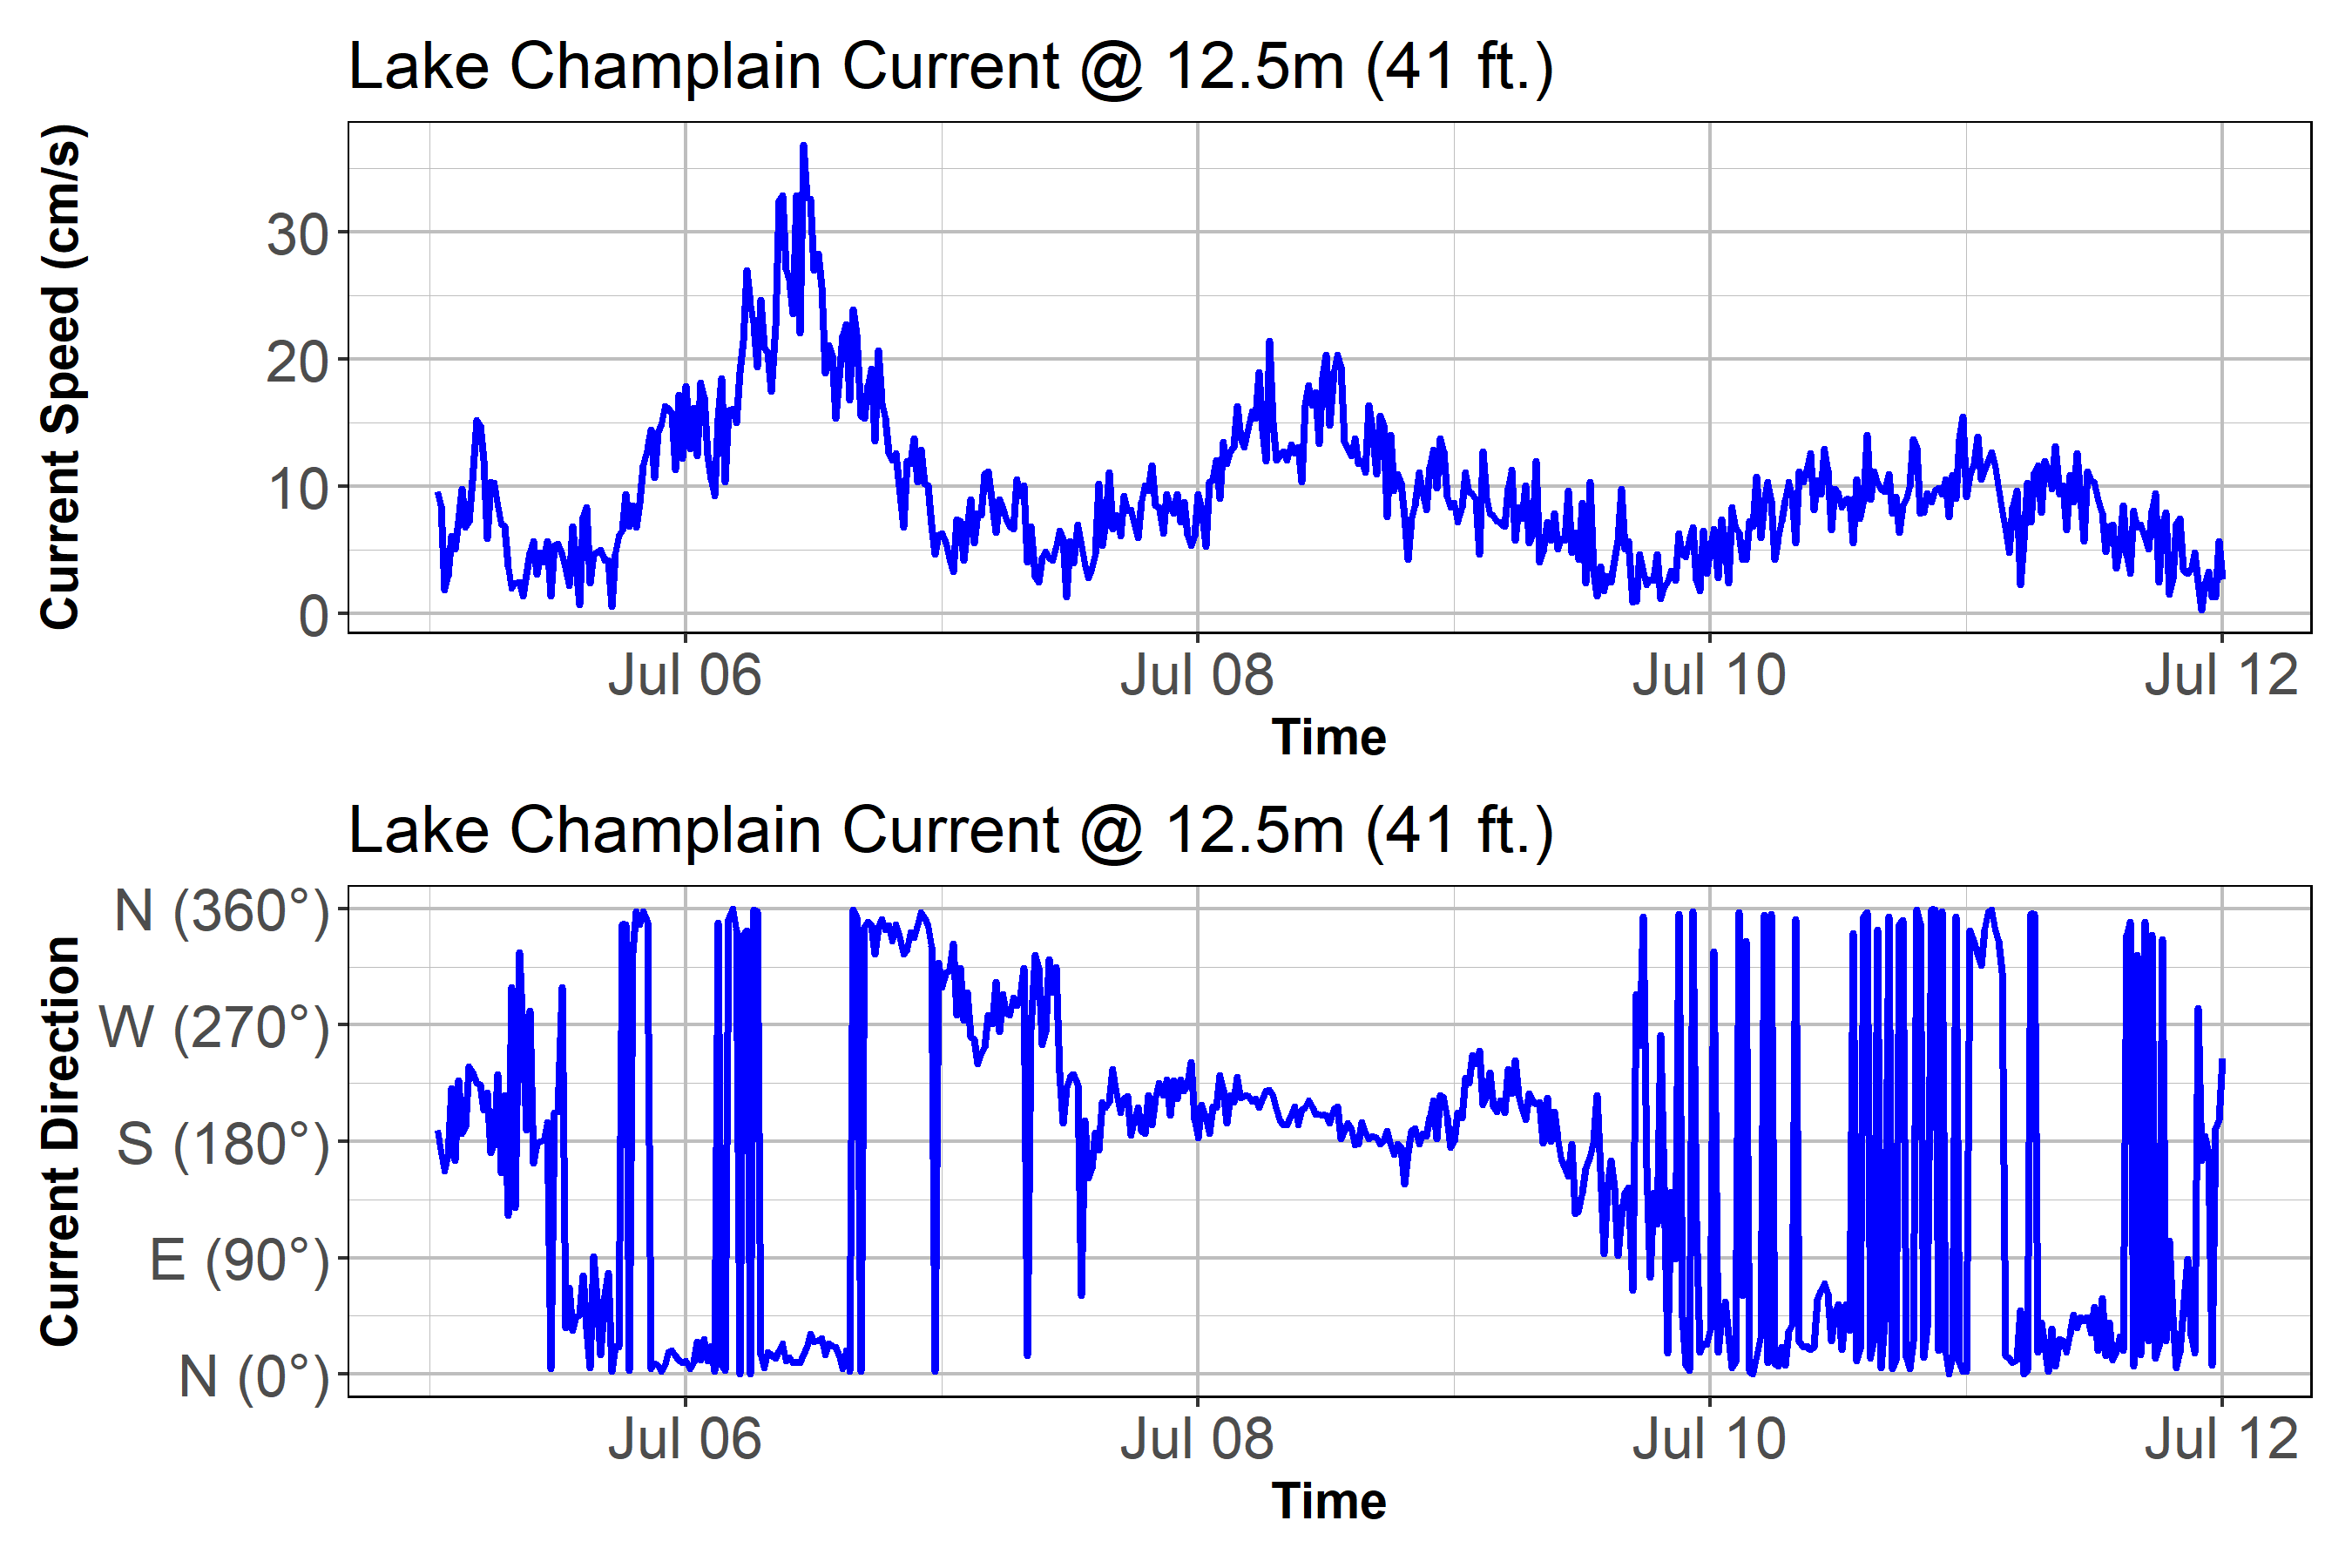 Lake Champlain Current @ 12.5m (41 ft.)
Current Speed (cm/s)
30
20
10
0
Jul 06 Jul 08 Jul 10 Jul 12
Time
Lake Champlain Current @ 12.5m (41 ft.)
Current Direction
N (360°)
W (270°)
S (180°)
E (90°)
N (0°)
Jul 06 Jul 08 Jul 10 Jul 12
Time